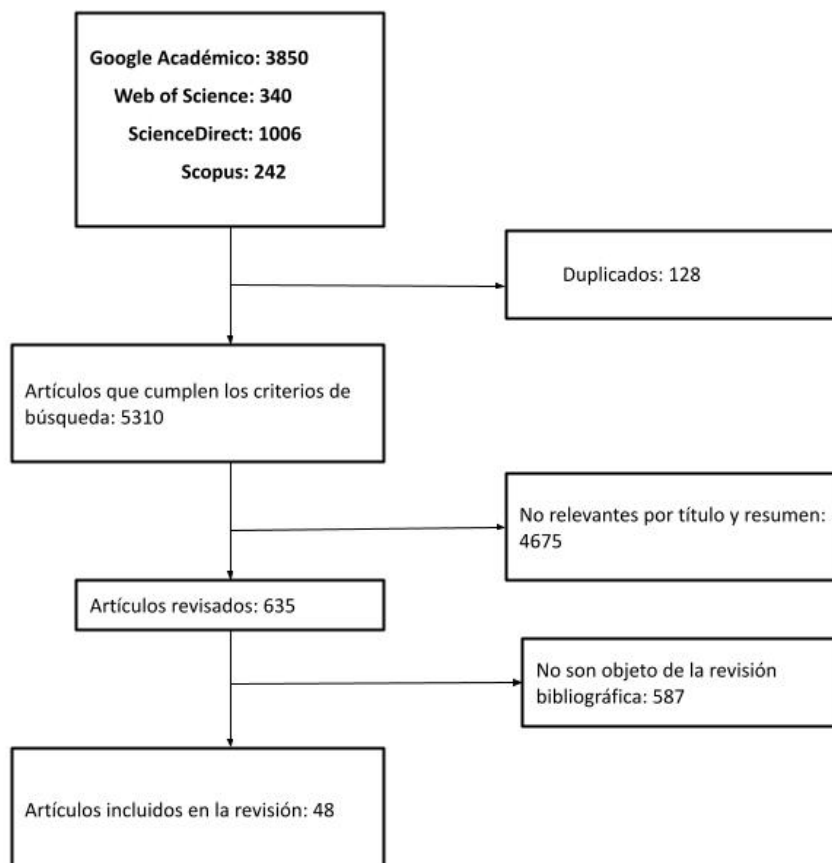 Google Académico: 3850
Web of Science: 340
ScienceDirect: 1006
Scopus: 242
Duplicados: 128
Artículos que cumplen los criterios de
búsqueda: 5310
No relevantes por título y resumen:
4675
Artículos revisados: 635
No son objeto de la revisión
bibliográfica: 587
Artículos incluidos en la revisión: 48